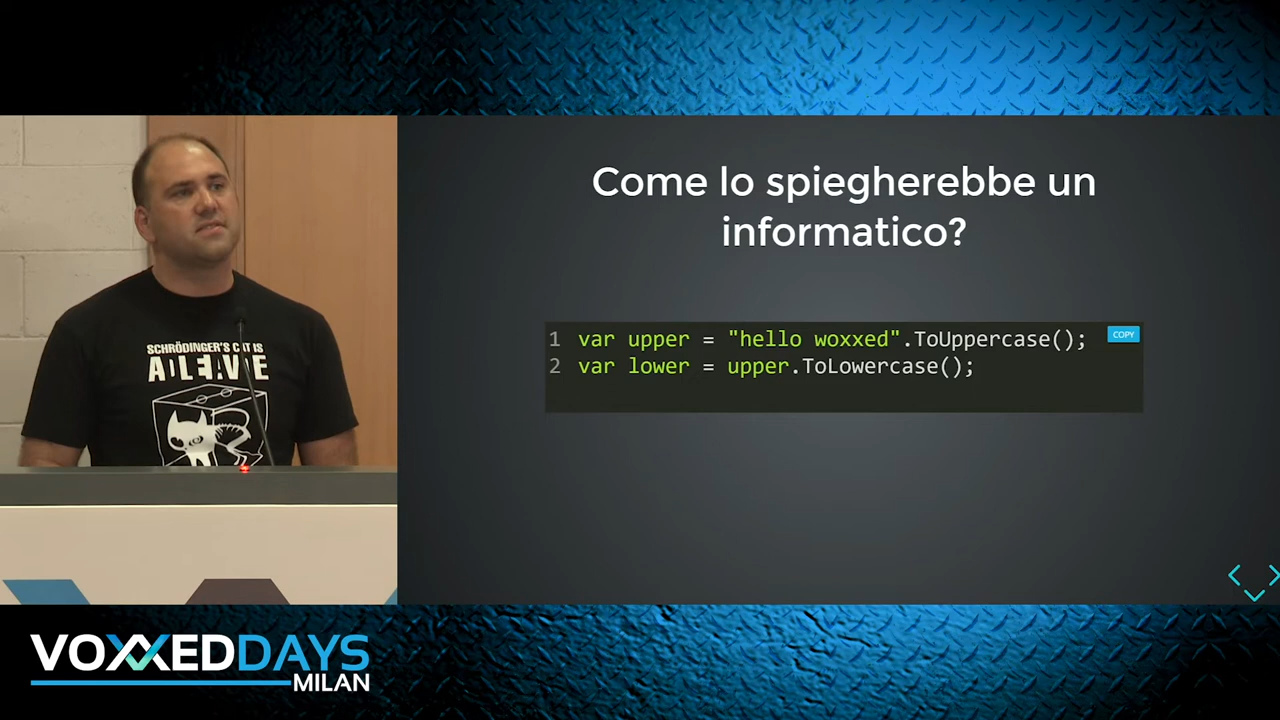 SCHRÖDINGER'S CAT IS
Come lo spiegherebbe un
informatico?
1 var upper = "hello woxxed".ToUppercase();
2 var lower = upper.ToLowercase();
COPY
VOXXEDDAYS
MILAN